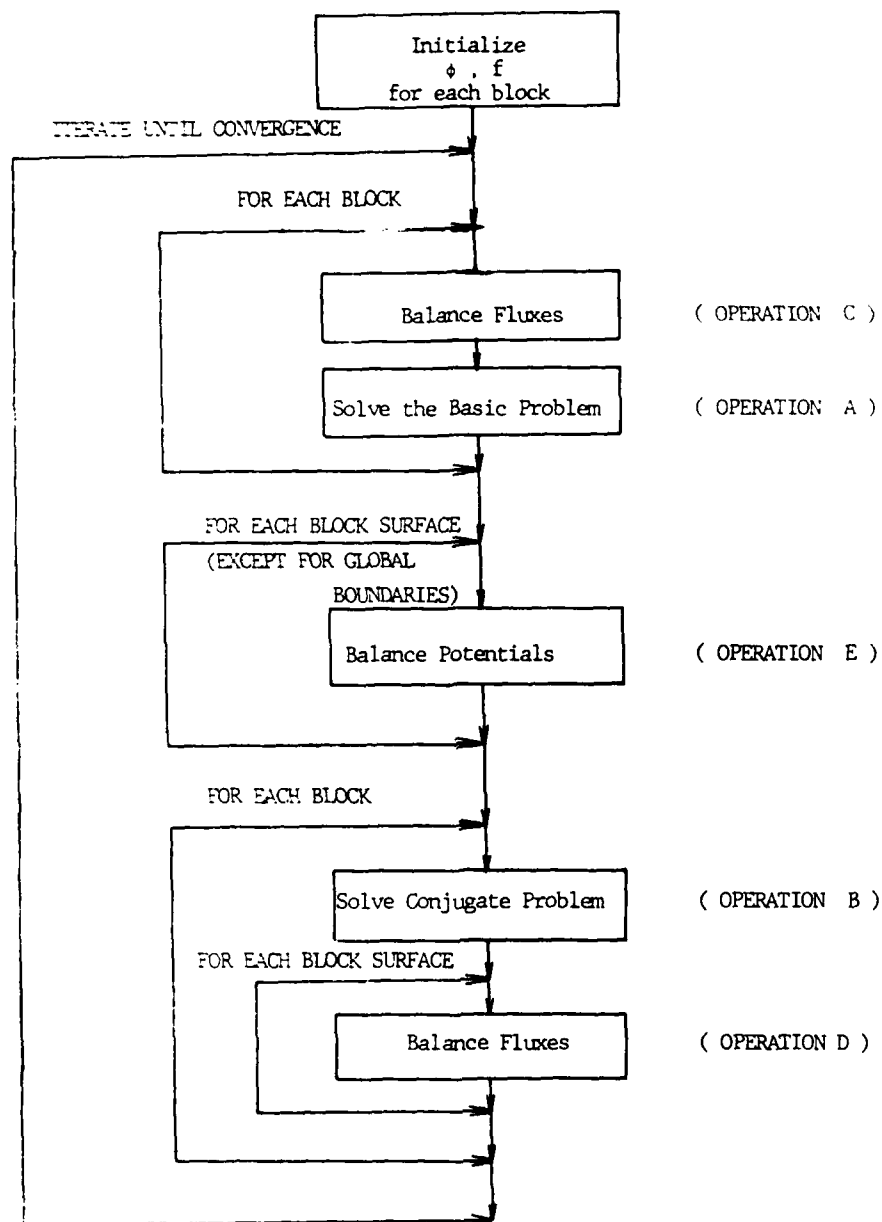 Initialize
ϕ , f
for each block
ITERATE UNTIL CONVERGENCE
FOR EACH BLOCK
Balance Fluxes
( OPERATION C )
Solve the Basic Problem
( OPERATION A )
FOR EACH BLOCK SURFACE
(EXCEPT FOR GLOBAL
BOUNDARIES)
Balance Potentials
( OPERATION E )
FOR EACH BLOCK
Solve Conjugate Problem
( OPERATION B )
FOR EACH BLOCK SURFACE
Balance Fluxes
( OPERATION D )